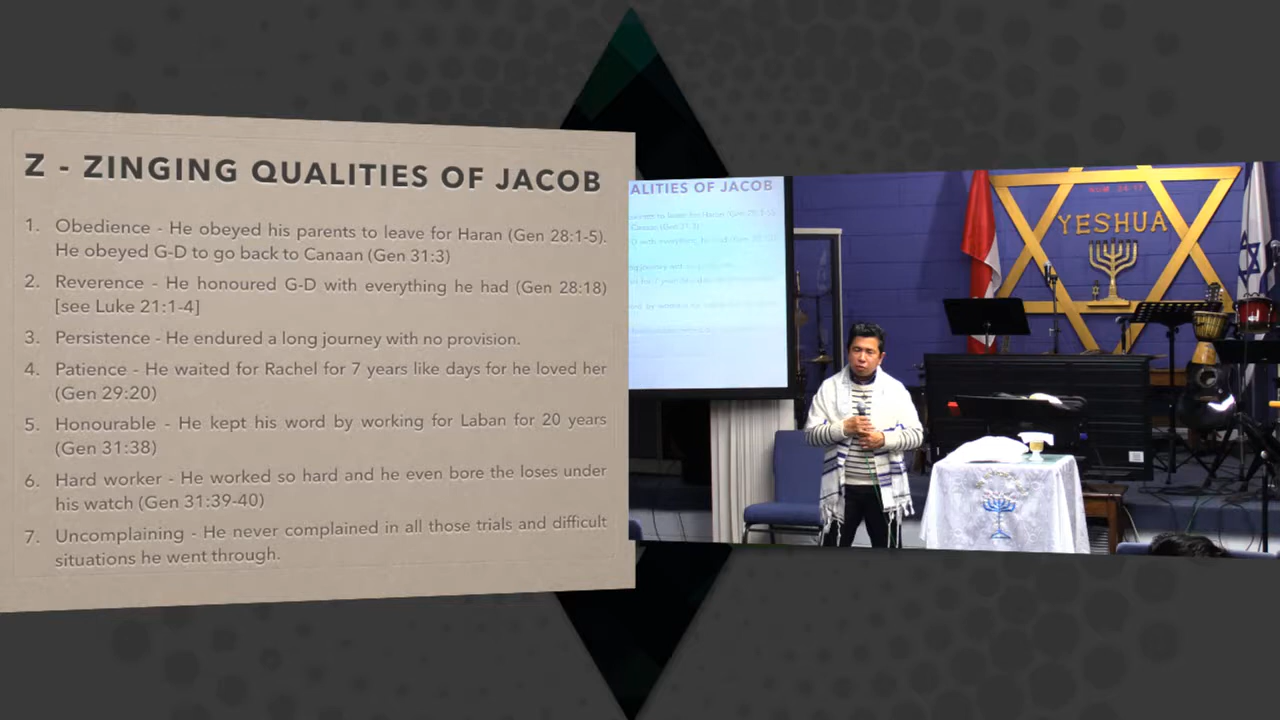 Z - ZINGING QUALITIES OF JACOB
1. Obedience - He obeyed his parents to leave for Haran (Gen 28:1-5).
He obeyed G-D to go back to Canaan (Gen 31:3)
2. Reverence - He honoured G-D with everything he had (Gen 28:18)
[see Luke 21:1-4]
3. Persistence - He endured a long journey with no provision.
4. Patience - He waited for Rachel for 7 years like days for he loved her
(Gen 29:20)
5. Honourable - He kept his word by working for Laban for 20 years
(Gen 31:38)
6. Hard worker - He worked so hard and he even bore the loses under
his watch (Gen 31:39-40)
7. Uncomplaining - He never complained in all those trials and difficult
situations he went through.
ALITIES OF JACOB
YESHUA